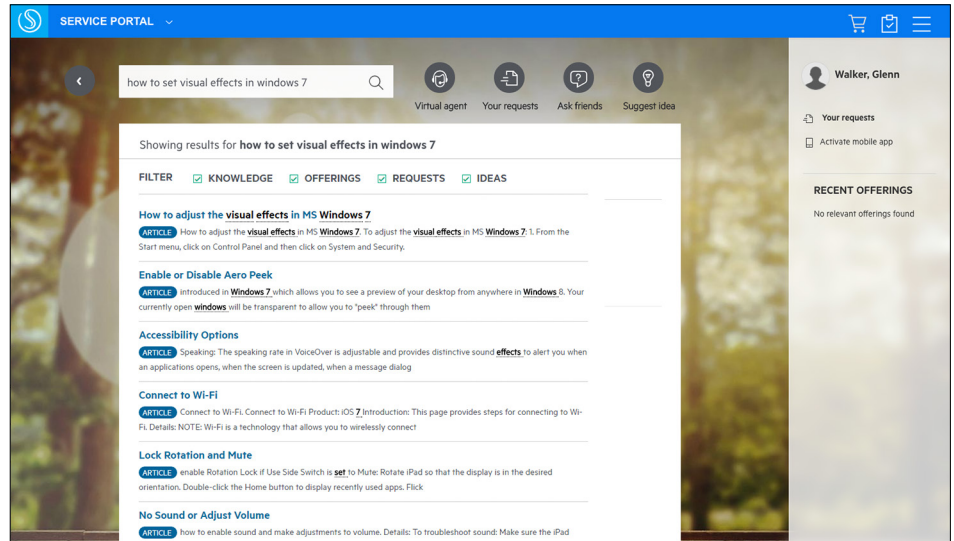 SERVICE PORTAL
how to set visual effects in windows 7
Virtual agent
Your requests
Ask friends
Suggest idea
Showing results for how to set visual effects in windows 7
FILTER KNOWLEDGE OFFERINGS REQUESTS IDEAS
How to adjust the visual effects in MS Windows 7
ARTICLE How to adjust the visual effects in MS Windows 7. To adjust the visual effects in MS Windows 7: 1. From the
Start menu, click on Control Panel and then click on System and Security.
Enable or Disable Aero Peek
ARTICLE introduced in Windows 7 which allows you to see a preview of your desktop from anywhere in Windows 8. Your
currently open windows will be transparent to allow you to "peek" through them
Accessibility Options
ARTICLE Speaking: The speaking rate in VoiceOver is adjustable and provides distinctive sound effects to alert you when
an applications opens, when the screen is updated, when a message dialog
Connect to Wi-Fi
ARTICLE Connect to Wi-Fi. Connect to Wi-Fi Product: iOS 7 Introduction: This page provides steps for connecting to Wi-
Fi. Details: NOTE: Wi-Fi is a technology that allows you to wirelessly connect
Lock Rotation and Mute
ARTICLE enable Rotation Lock if Use Side Switch is set to Mute: Rotate iPad so that the display is in the desired
orientation. Double-click the Home button to display recently used apps. Flick
No Sound or Adjust Volume
ARTICLE how to enable sound and make adjustments to volume. Details: To troubleshoot sound: Make sure the iPad
Walker, Glenn
Your requests
Activate mobile app
RECENT OFFERINGS
No relevant offerings found